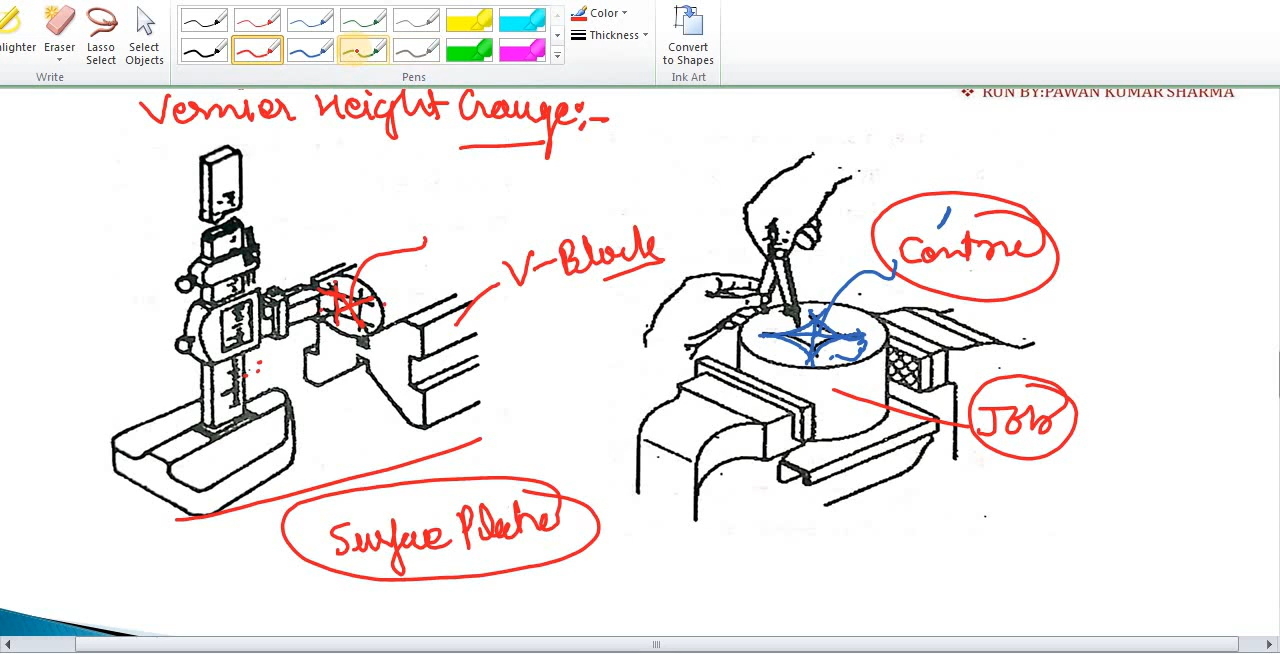 lighter
Eraser
Lasso
Select
Select
Objects
Write
Pens
Color
Thickness
Convert
to Shapes
Ink Art
RUN BY:PAWAN KUMAR SHARMA
Vernier Height Gauge:-
V-Block
Centre
Job
Surface Plate